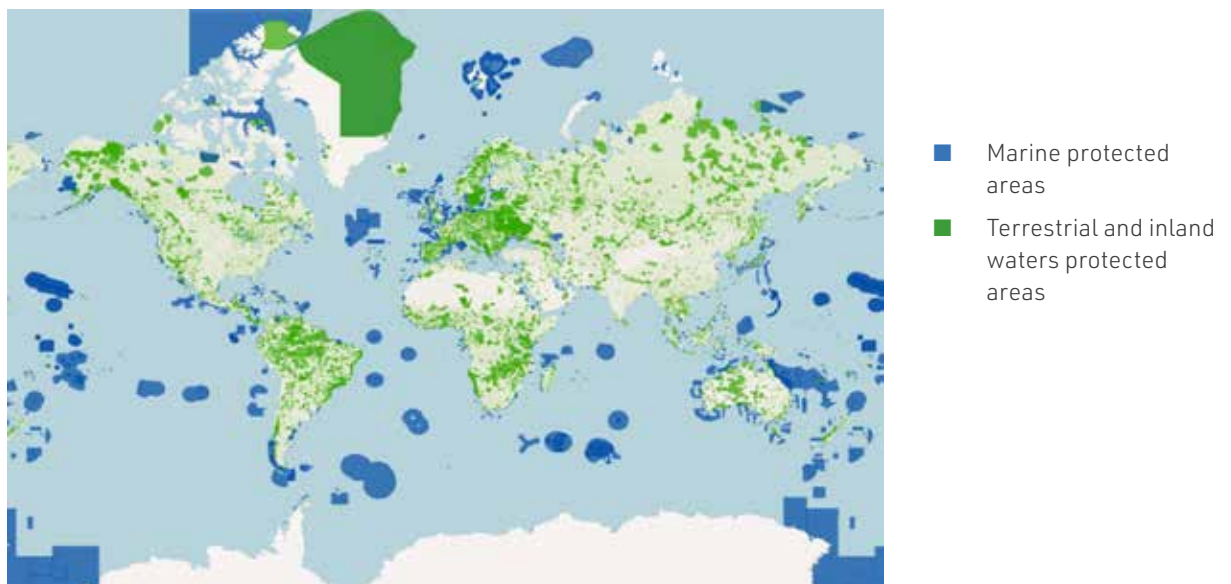 Marine protected
areas
Terrestrial and inland
waters protected
areas